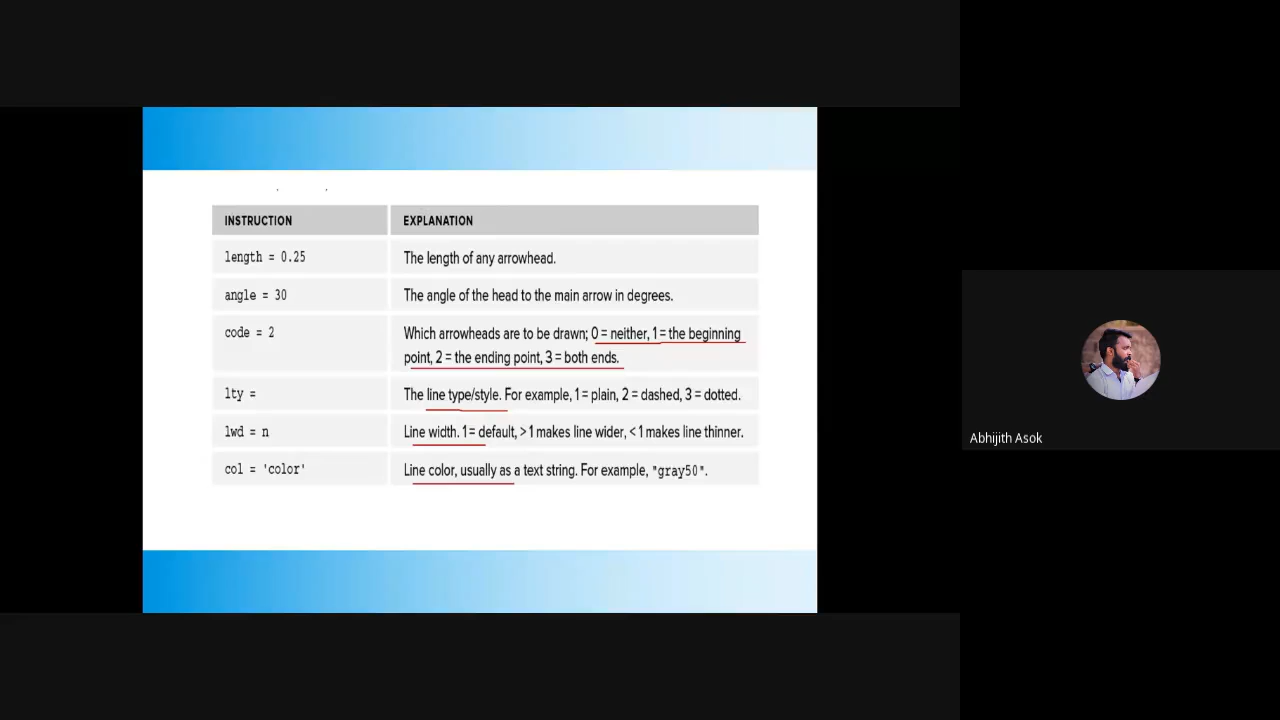 INSTRUCTION EXPLANATION
length = 0.25 The length of any arrowhead.
angle = 30 The angle of the head to the main arrow in degrees.
code = 2 Which arrowheads are to be drawn; 0 = neither, 1 = the beginning
point, 2 = the ending point, 3 = both ends.
lty = The line type/style. For example, 1 = plain, 2 = dashed, 3 = dotted.
lwd = n Line width. 1 = default, > 1 makes line wider, < 1 makes line thinner.
col = 'color' Line color, usually as a text string. For example, "gray50".
Abhijith Asok